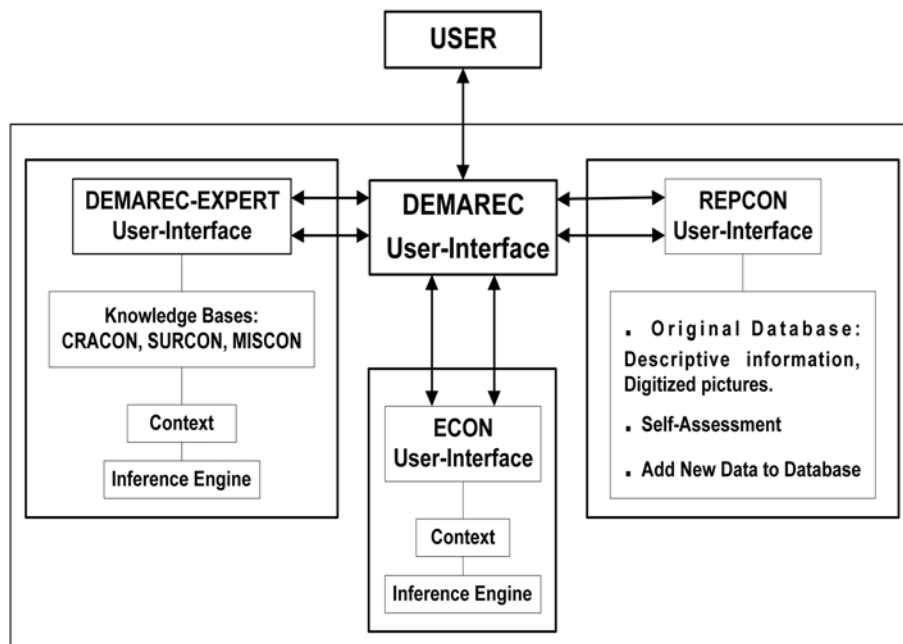 USER
DEMAREC-EXPERT
User-Interface
Knowledge Bases:
CRACON, SURCON, MISCON
Context
Inference Engine
DEMAREC
User-Interface
ECON
User-Interface
Context
Inference Engine
REPCON
User-Interface
. Original Database:
Descriptive information,
Digitized pictures.
. Self-Assessment
. Add New Data to Database